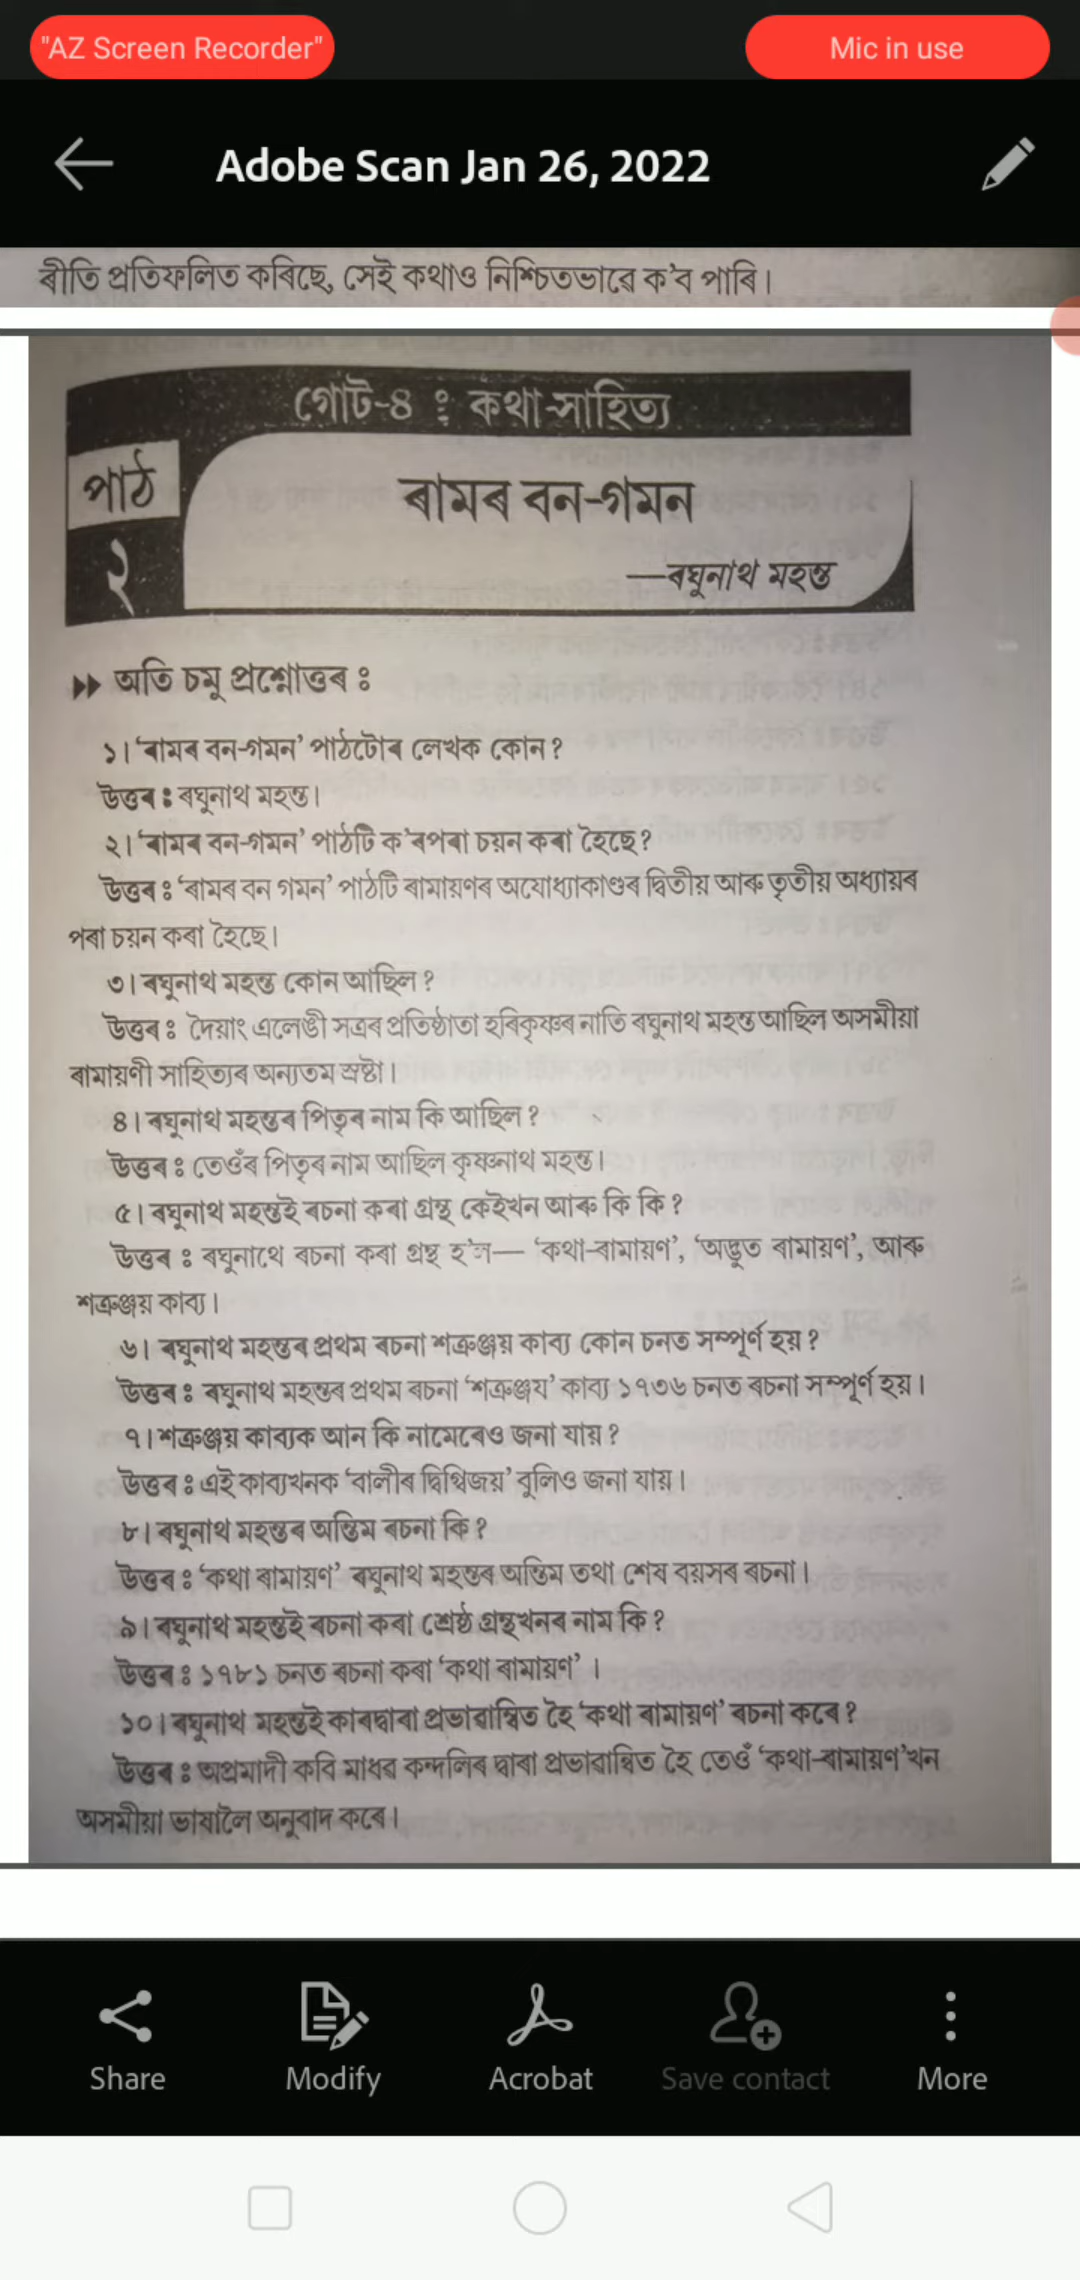 "AZ Screen Recorder"
Mic in use
Adobe Scan Jan 26, 2022
ৰীতি প্ৰতিফলিত কৰিছে, সেই কথাও নিশ্চিতভাৱে ক'ব পাৰি।
গোট-৪ : কথা-সাহিত্য
পাঠ
২
ৰামৰ বন-গমন
—ৰঘুনাথ মহন্ত
অতি চমু প্ৰশ্নোত্তৰ :
১। 'ৰামৰ বন-গমন' পাঠটোৰ লেখক কোন?
উত্তৰ : ৰঘুনাথ মহন্ত।
২। 'ৰামৰ বন-গমন' পাঠটি ক'ৰপৰা চয়ন কৰা হৈছে?
উত্তৰ : 'ৰামৰ বন গমন' পাঠটি ৰামায়ণৰ অযোধ্যাকাণ্ডৰ দ্বিতীয় আৰু তৃতীয় অধ্যায়ৰ
পৰা চয়ন কৰা হৈছে।
৩। ৰঘুনাথ মহন্ত কোন আছিল?
উত্তৰ : দৈয়াং এলেঙী সত্ৰৰ প্ৰতিষ্ঠাতা হৰিকৃষ্ণৰ নাতি ৰঘুনাথ মহন্ত আছিল অসমীয়া
ৰামায়ণী সাহিত্যৰ অন্যতম স্ৰষ্টা।
৪। ৰঘুনাথ মহন্তৰ পিতৃৰ নাম কি আছিল?
উত্তৰ : তেওঁৰ পিতৃৰ নাম আছিল কৃষ্ণনাথ মহন্ত।
৫। ৰঘুনাথ মহন্তই ৰচনা কৰা গ্ৰন্থ কেইখন আৰু কি কি?
উত্তৰ : ৰঘুনাথে ৰচনা কৰা গ্ৰন্থ হ'ল— 'কথা-ৰামায়ণ', 'অদ্ভুত ৰামায়ণ', আৰু
শত্ৰুঞ্জয় কাব্য।
৬। ৰঘুনাথ মহন্তৰ প্ৰথম ৰচনা শত্ৰুঞ্জয় কাব্য কোন চনত সম্পূৰ্ণ হয়?
উত্তৰ : ৰঘুনাথ মহন্তৰ প্ৰথম ৰচনা 'শত্ৰুঞ্জয' কাব্য ১৭৩৬ চনত ৰচনা সম্পূৰ্ণ হয়।
৭। শত্ৰুঞ্জয় কাব্যক আন কি নামেৰেও জনা যায়?
উত্তৰ : এই কাব্যখনক 'বালীৰ দ্বিগ্বিজয়' বুলিও জনা যায়।
৮। ৰঘুনাথ মহন্তৰ অন্তিম ৰচনা কি?
উত্তৰ : 'কথা ৰামায়ণ' ৰঘুনাথ মহন্তৰ অন্তিম তথা শেষ বয়সৰ ৰচনা।
৯। ৰঘুনাথ মহন্তই ৰচনা কৰা শ্ৰেষ্ঠ গ্ৰন্থখনৰ নাম কি?
উত্তৰ : ১৭৮১ চনত ৰচনা কৰা 'কথা ৰামায়ণ' ।
১০। ৰঘুনাথ মহন্তই কাৰদ্বাৰা প্ৰভাৱান্বিত হৈ 'কথা ৰামায়ণ' ৰচনা কৰে?
উত্তৰ : অপ্ৰমাদী কবি মাধৱ কন্দলিৰ দ্বাৰা প্ৰভাৱান্বিত হৈ তেওঁ 'কথা-ৰামায়ণ'খন
অসমীয়া ভাষালৈ অনুবাদ কৰে।
Share
Modify
Acrobat
Save contact
More